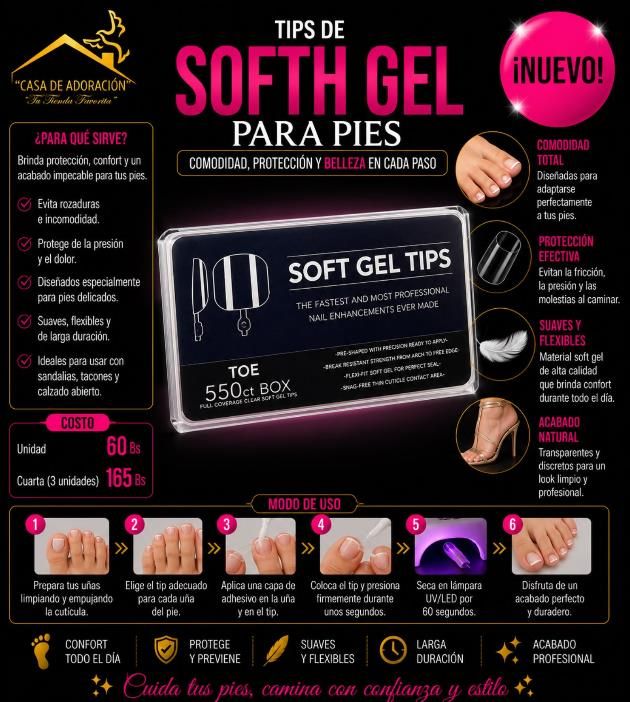 "CASA DE ADORACIÓN"
"Tu Tienda Favorita"
TIPS DE
SOFTH GEL
PARA PIES
COMODIDAD, PROTECCIÓN Y BELLEZA EN CADA PASO
¡NUEVO!
¿PARA QUÉ SIRVE?
Brinda protección, confort y un
acabado impecable para tus pies.
Evita rozaduras
e incomodidad.
Protege de la presión
y el dolor.
Diseñados especialmente
para pies delicados.
Suaves, flexibles y
de larga duración.
Ideales para usar con
sandalias, tacones y
calzado abierto.
COSTO
Unidad 60 Bs
Cuarta (3 unidades) 165 Bs
SOFT GEL TIPS
THE FASTEST AND MOST PROFESSIONAL
NAIL ENHANCEMENTS EVER MADE
TOE
550ct BOX
FULL COVERAGE CLEAR SOFT GEL TIPS
-PRE-SHAPED WITH PRECISION READY TO APPLY-
-BREAK RESISTANT STRENGTH FROM ARCH TO FREE EDGE-
-FLEXI-FIT SOFT GEL FOR PERFECT SEAL-
-SNAG-FREE THIN CUTICLE CONTACT AREA-
COMODIDAD
TOTAL
Diseñadas para
adaptarse
perfectamente
a tus pies.
PROTECCIÓN
EFECTIVA
Evitan la fricción,
la presión y las
molestias al caminar.
SUAVES Y
FLEXIBLES
Material soft gel
de alta calidad
que brinda confort
durante todo el día.
ACABADO
NATURAL
Transparentes y
discretos para un
look limpio y
profesional.
MODO DE USO
1
Prepara tus uñas
limpiando y empujando
la cutícula.
2
Elige el tip adecuado
para cada uña
del pie.
3
Aplica una capa de
adhesivo en la uña
y en el tip.
4
Coloca el tip y presiona
firmemente durante
unos segundos.
5
Seca en lámpara
UV/LED por
60 segundos.
6
Disfruta de un
acabado perfecto
y duradero.
CONFORT
TODO EL DÍA
PROTEGE
Y PREVIENE
SUAVES
Y FLEXIBLES
LARGA
DURACIÓN
ACABADO
PROFESIONAL
Cuida tus pies, camina con confianza y estilo